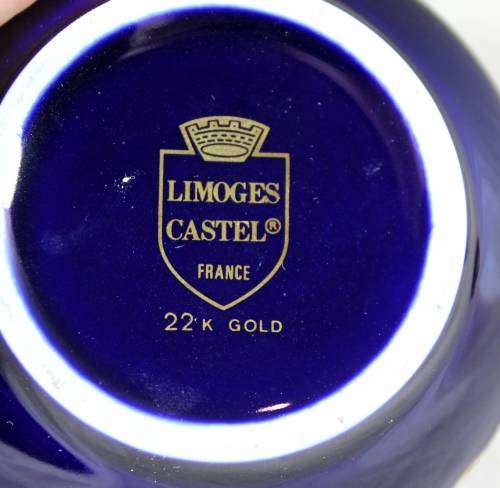 LIMOGES
CASTEL®
FRANCE
22 K GOLD